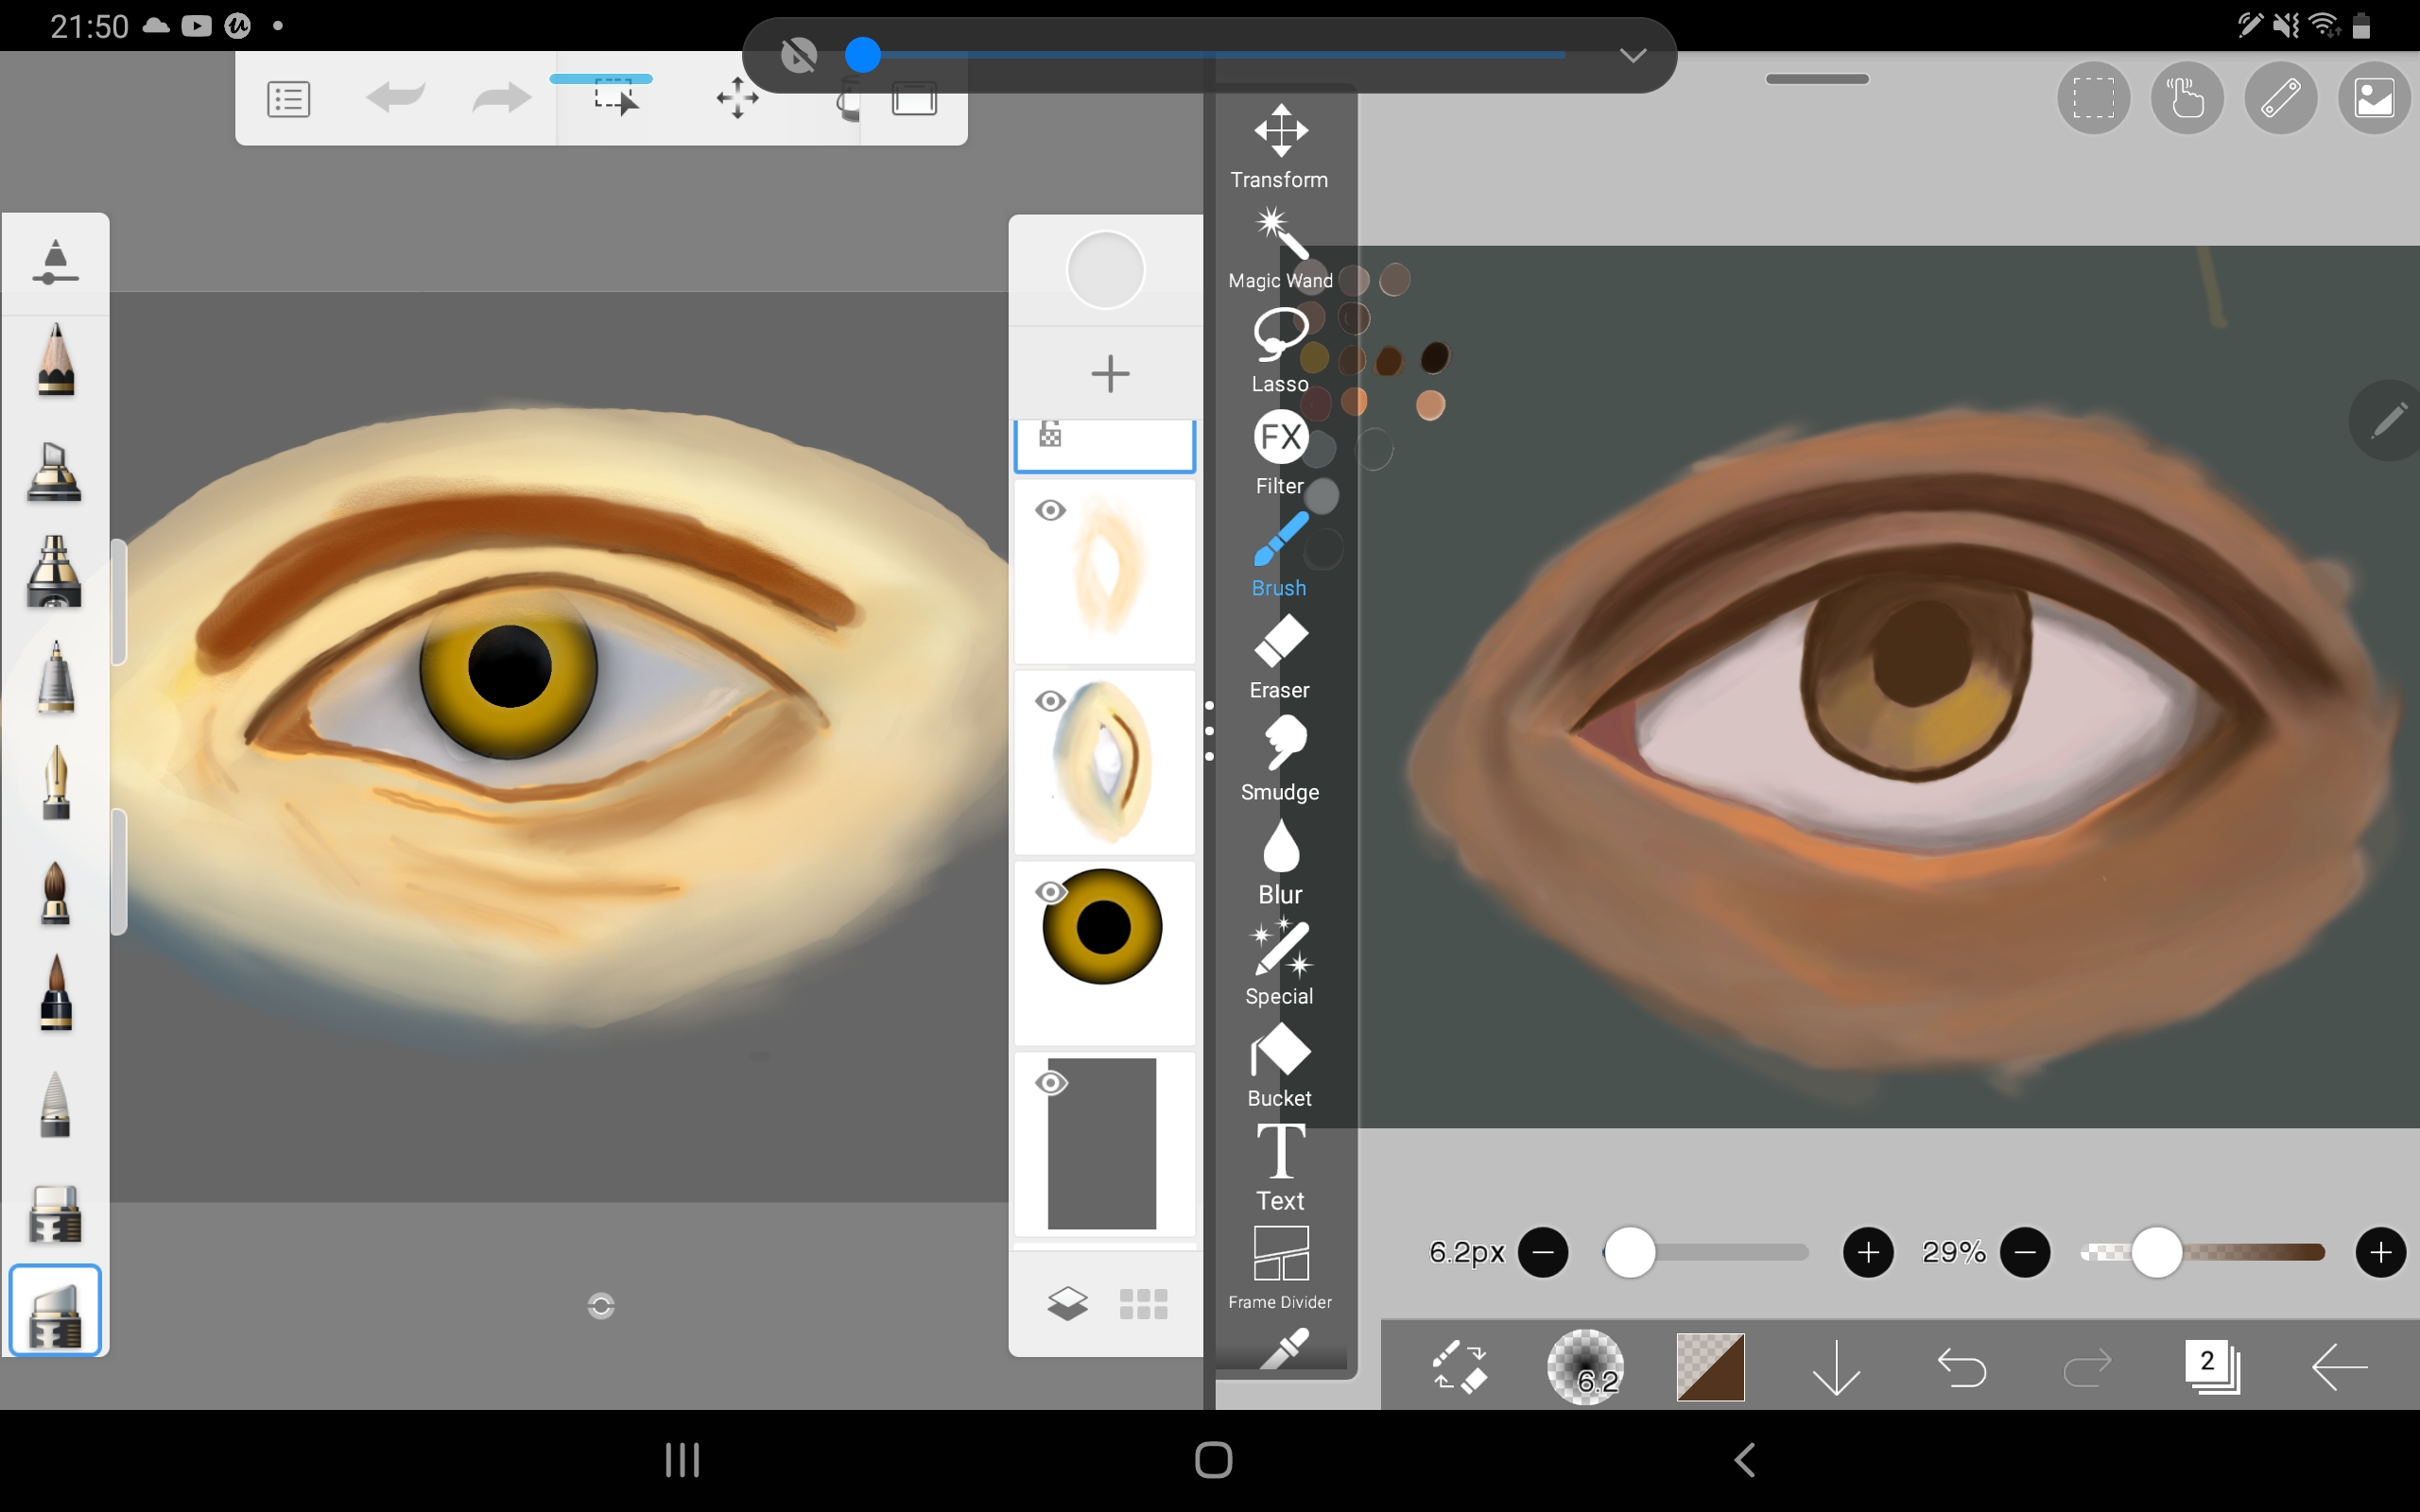 21:50
Transform
Magic Wand
Lasso
FX
Filter
Brush
Eraser
Smudge
Blur
Special
Bucket
T
Text
Frame Divider
6.2px
29%
6.2
2